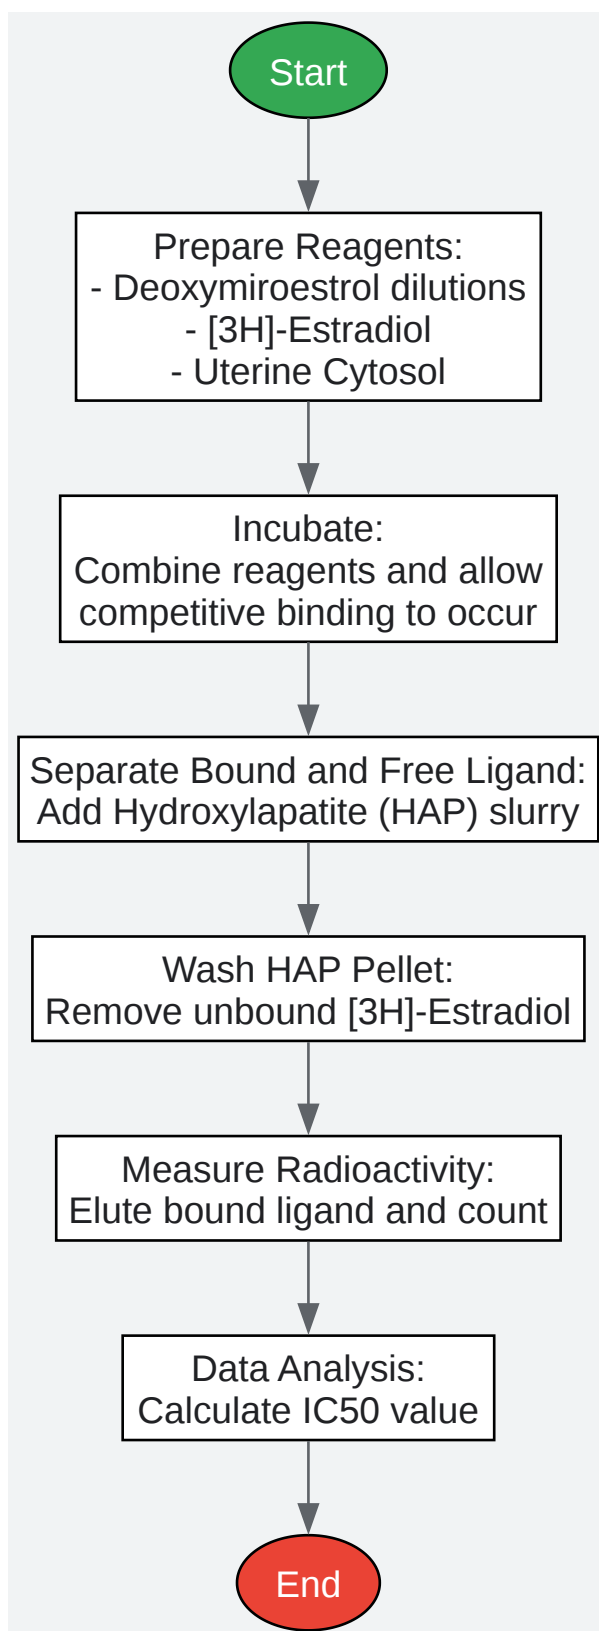 Start
Prepare Reagents:
- Deoxymiroestrol dilutions
- [3H]-Estradiol
- Uterine Cytosol
Incubate:
Combine reagents and allow
competitive binding to occur
Separate Bound and Free Ligand:
Add Hydroxylapatite (HAP) slurry
Wash HAP Pellet:
Remove unbound [3H]-Estradiol
Measure Radioactivity:
Elute bound ligand and count
Data Analysis:
Calculate IC50 value
End